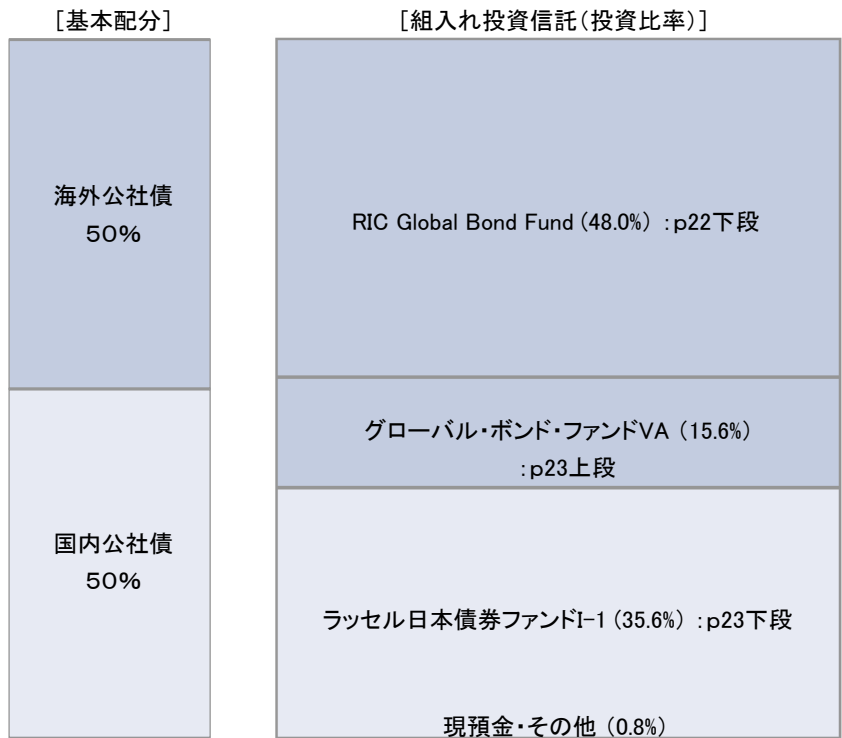 [基本配分]
[組入れ投資信託(投資比率)]
海外公社債
50%
RIC Global Bond Fund (48.0%) :p22下段
グローバル・ボンド・ファンドVA (15.6%)
:p23上段
国内公社債
50%
ラッセル日本債券ファンドI-1 (35.6%) :p23下段
現預金・その他 (0.8%)